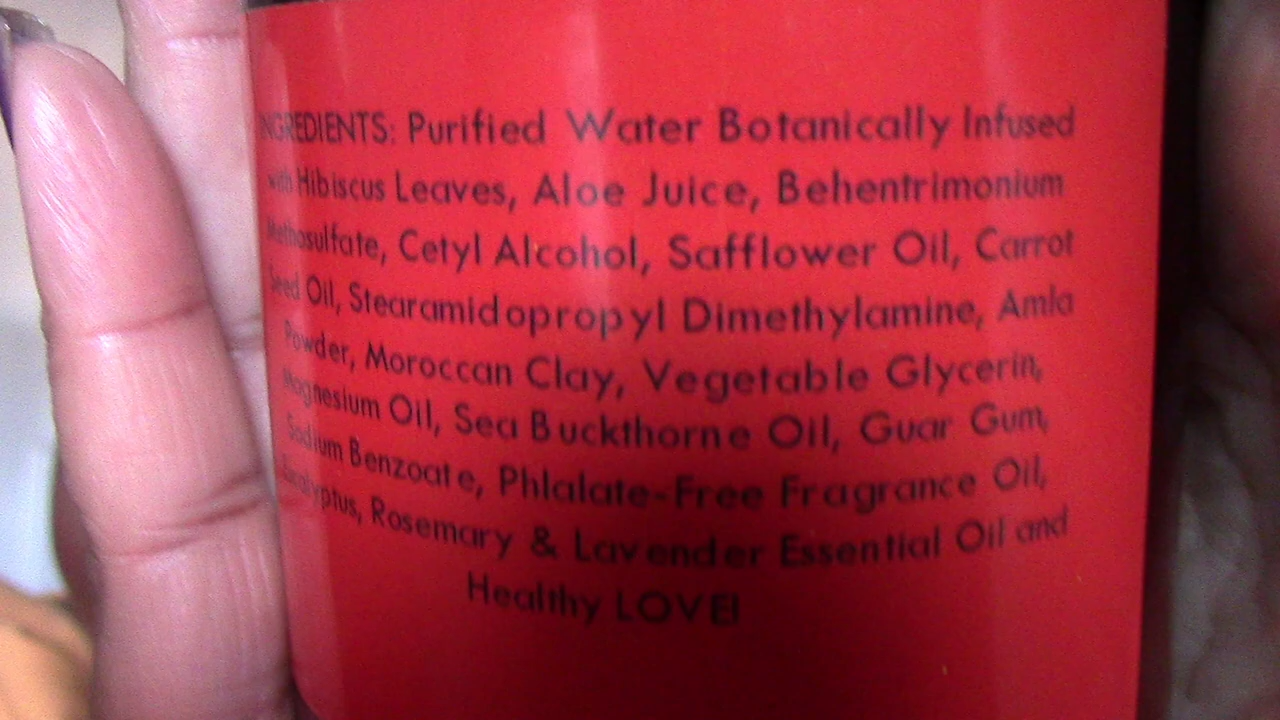 INGREDIENTS: Purified Water Botanically Infused
with Hibiscus Leaves, Aloe Juice, Behentrimonium
Methosulfate, Cetyl Alcohol, Safflower Oil, Carrot
Seed Oil, Stearamidopropyl Dimethylamine, Amla
Powder, Moroccan Clay, Vegetable Glycerin,
Magnesium Oil, Sea Buckthorne Oil, Guar Gum,
Sodium Benzoate, Phlalate-Free Fragrance Oil,
Eucalyptus, Rosemary & Lavender Essential Oil and
Healthy LOVE!